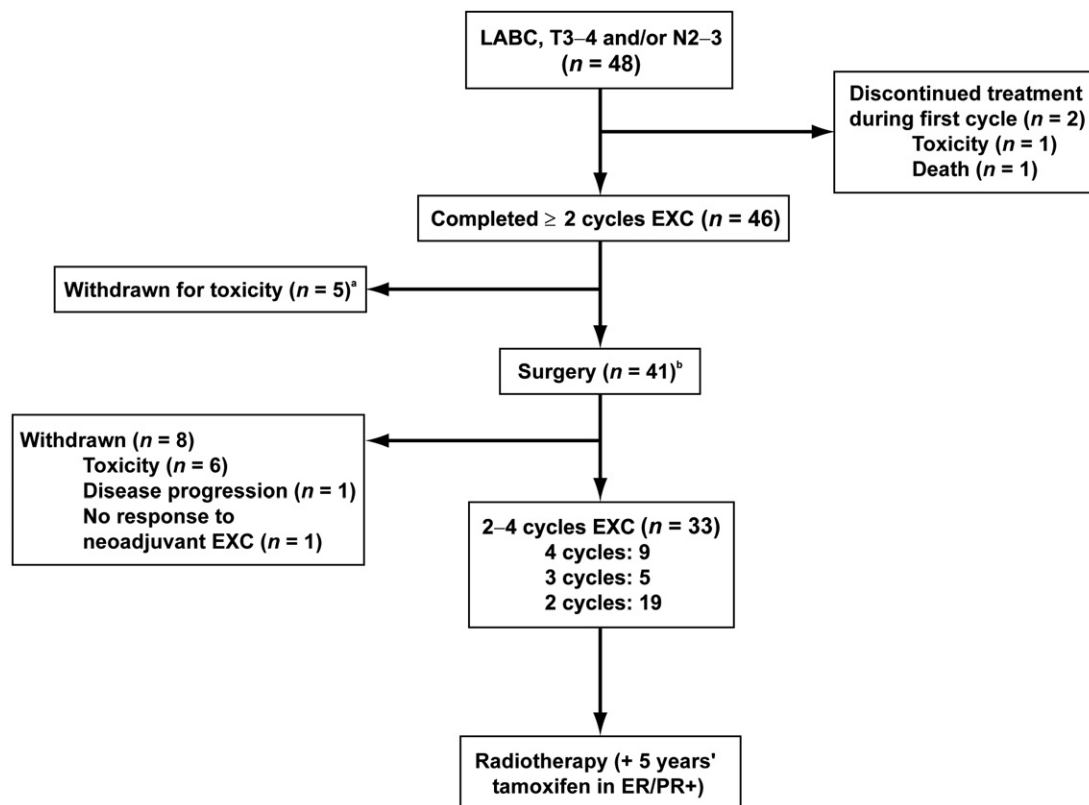 LABC, T3–4 and/or N2–3
(n = 48)
Discontinued treatment
during first cycle (n = 2)
Toxicity (n = 1)
Death (n = 1)
Completed ≥ 2 cycles EXC (n = 46)
Withdrawn for toxicity (n = 5)ᵃ
Surgery (n = 41)ᵇ
Withdrawn (n = 8)
Toxicity (n = 6)
Disease progression (n = 1)
No response to
neoadjuvant EXC (n = 1)
2–4 cycles EXC (n = 33)
4 cycles: 9
3 cycles: 5
2 cycles: 19
Radiotherapy (+ 5 years'
tamoxifen in ER/PR+)